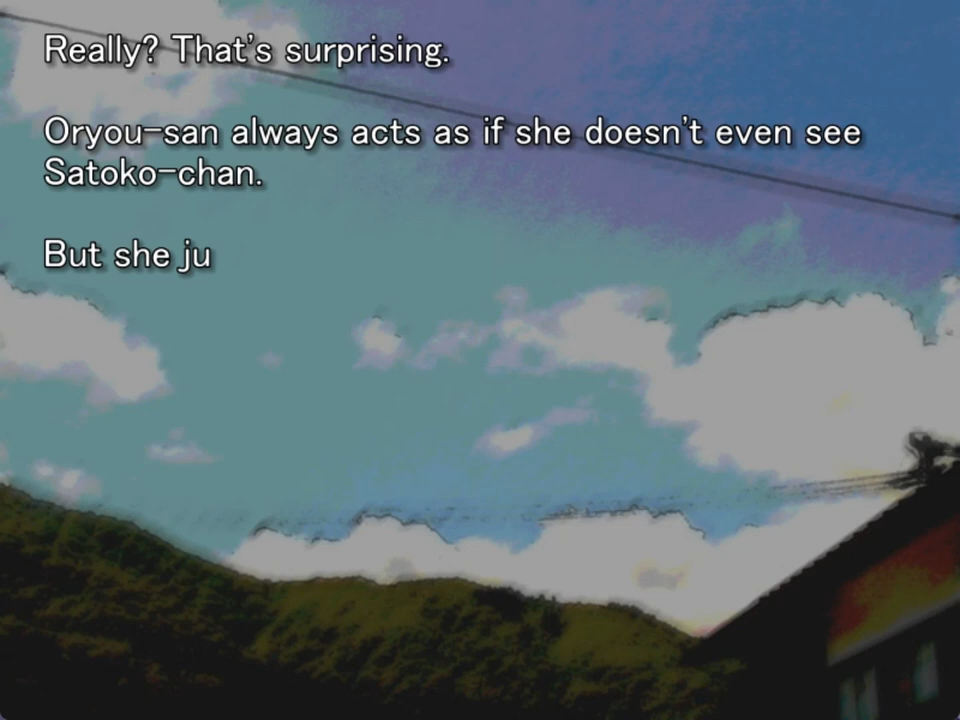 Really? That's surprising.
Oryou-san always acts as if she doesn't even see
Satoko-chan.
But she ju